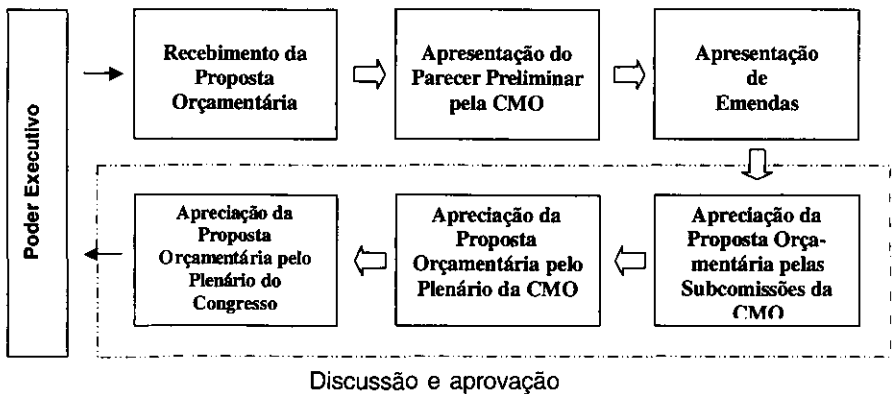 Poder Executivo
Recebimento da
Proposta
Orçamentária
Apresentação do
Parecer Preliminar
pela CMO
Apresentação
de
Emendas
Apreciação da
Proposta Orça-
mentária pelas
Subcomissões da
CMO
Apreciação da
Proposta
Orçamentária pelo
Plenário da CMO
Apreciação da
Proposta
Orçamentária pelo
Plenário do
Congresso
Discussão e aprovação